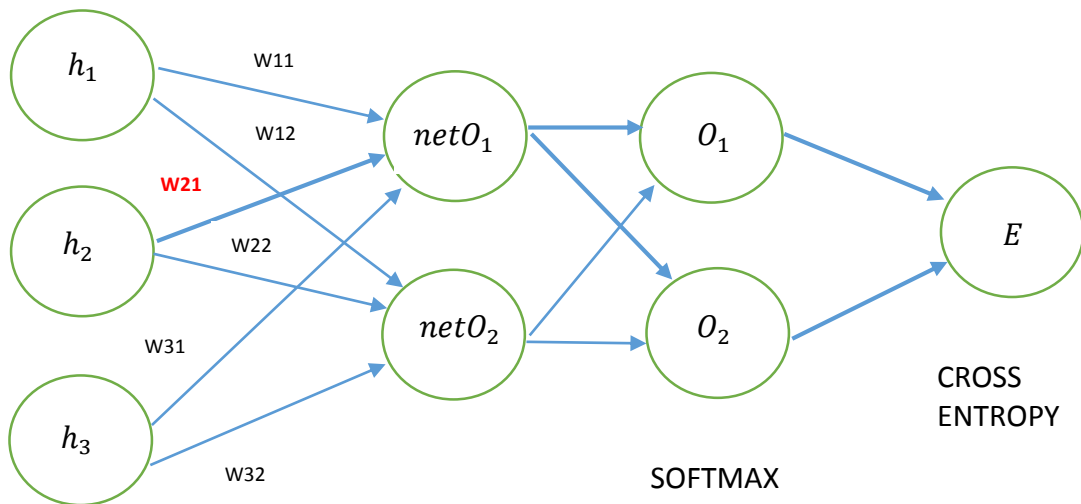 h₁
W11
W12
netO₁
O₁
W21
h₂
W22
E
netO₂
O₂
W31
CROSS
ENTROPY
h₃
W32
SOFTMAX